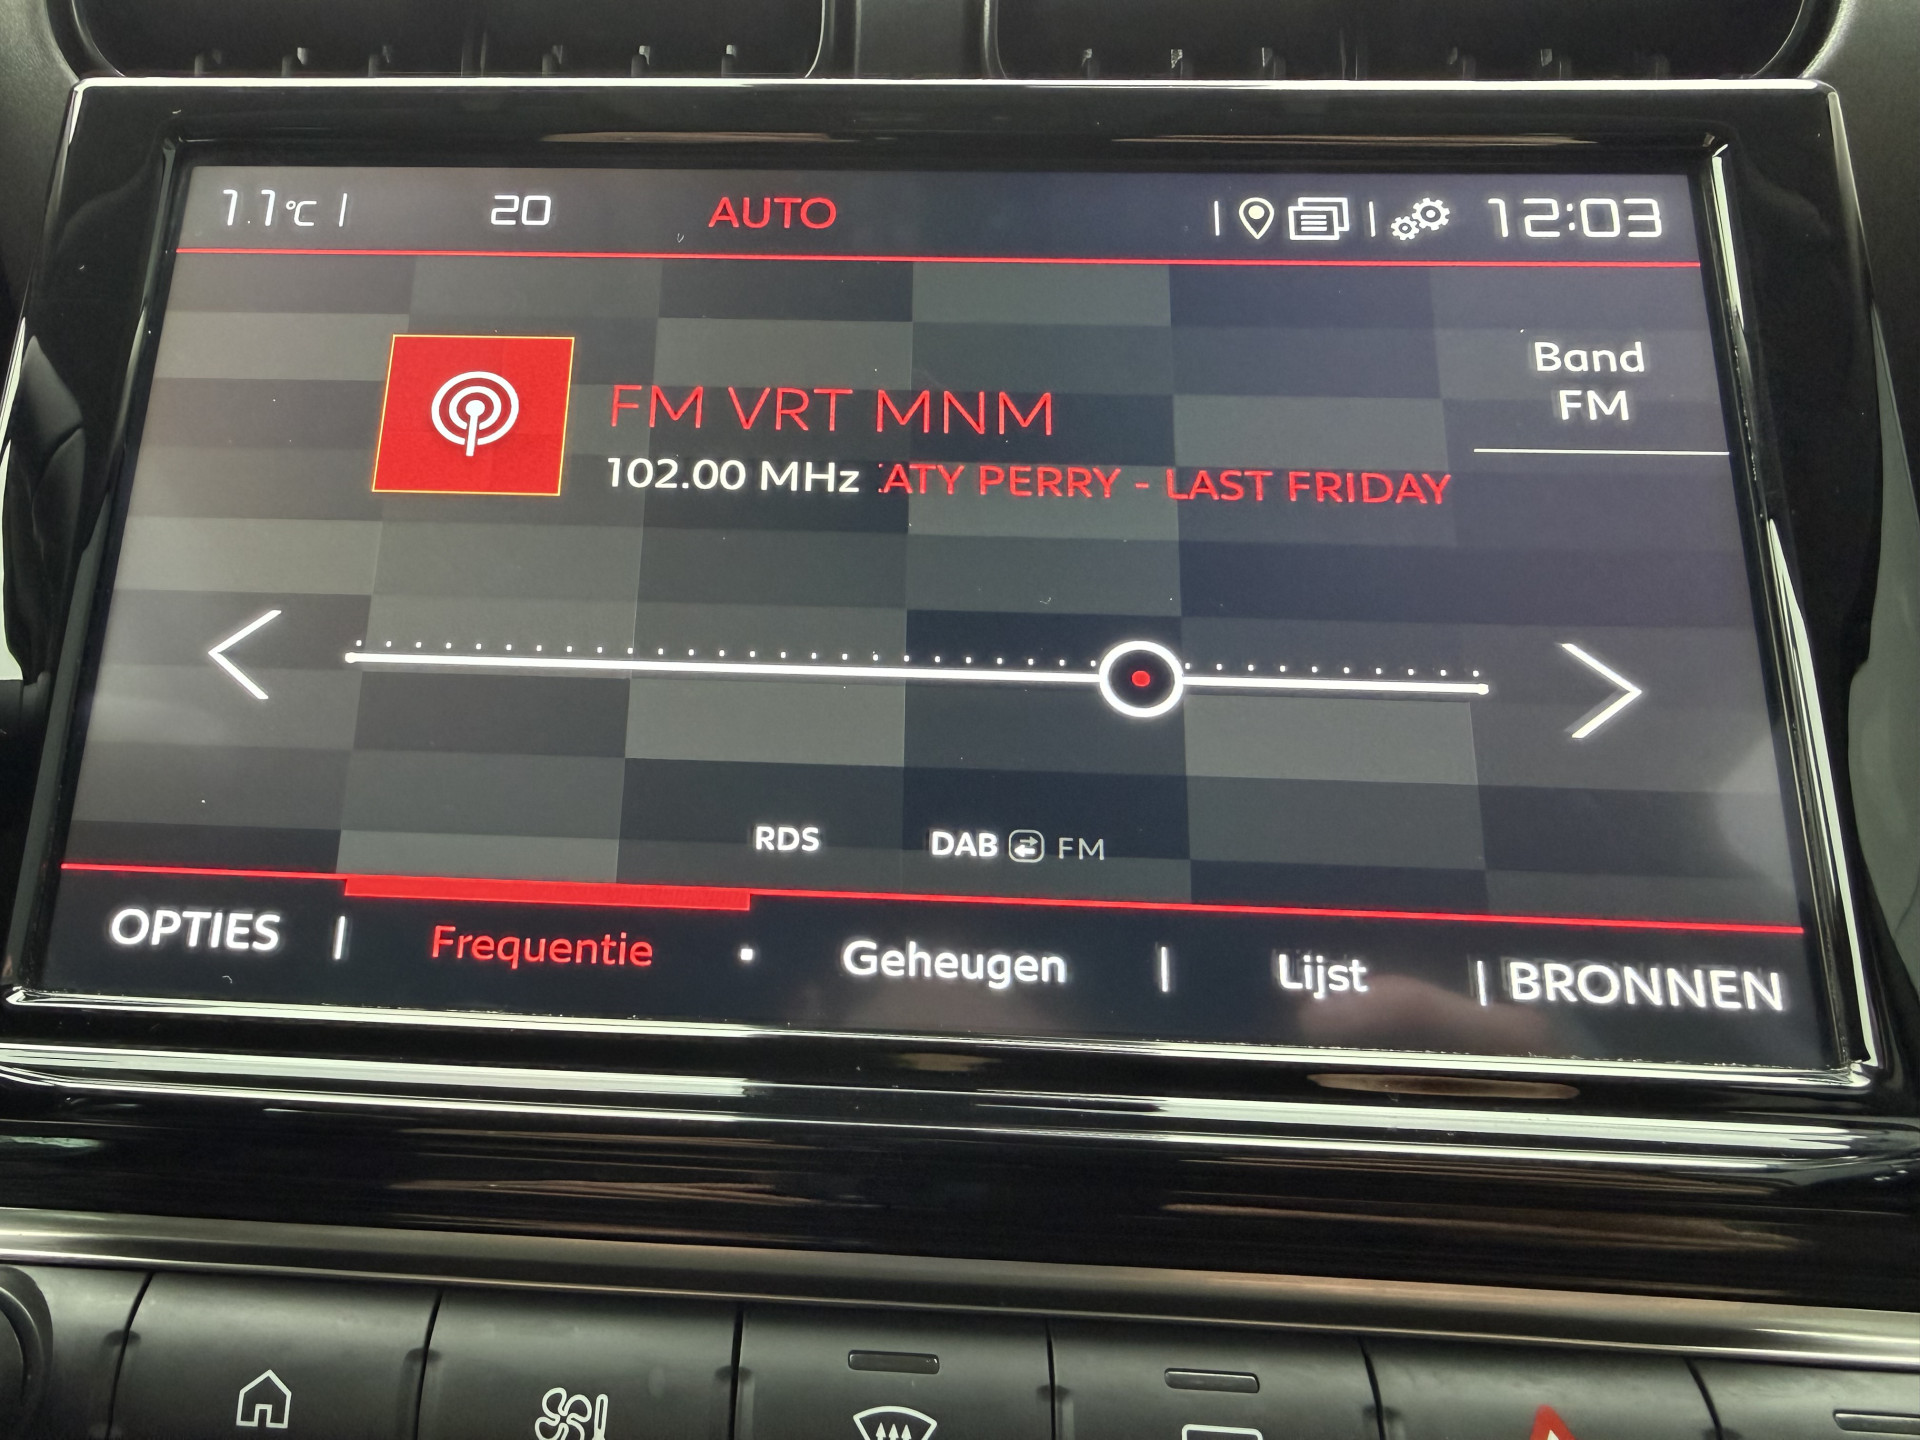 11°C | 20 AUTO | | 12:03
Band
FM
FM VRT MNM
102.00 MHz ATY PERRY - LAST FRIDAY
RDS DAB FM
OPTIES | Frequentie · Geheugen | Lijst | BRONNEN